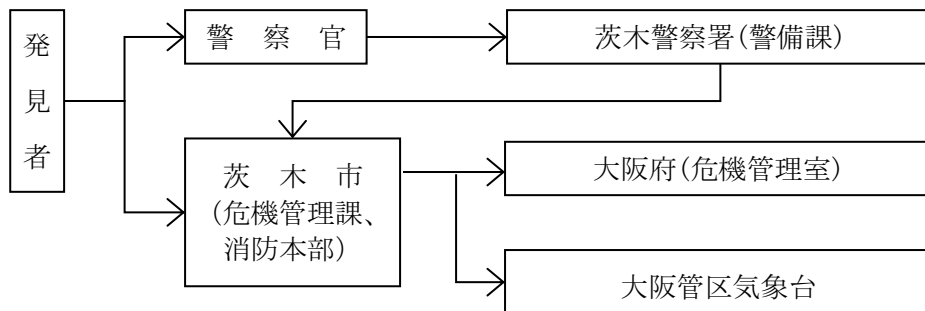 発見者
警察官
茨木警察署(警備課)
茨木市
(危機管理課、
消防本部)
大阪府(危機管理室)
大阪管区気象台